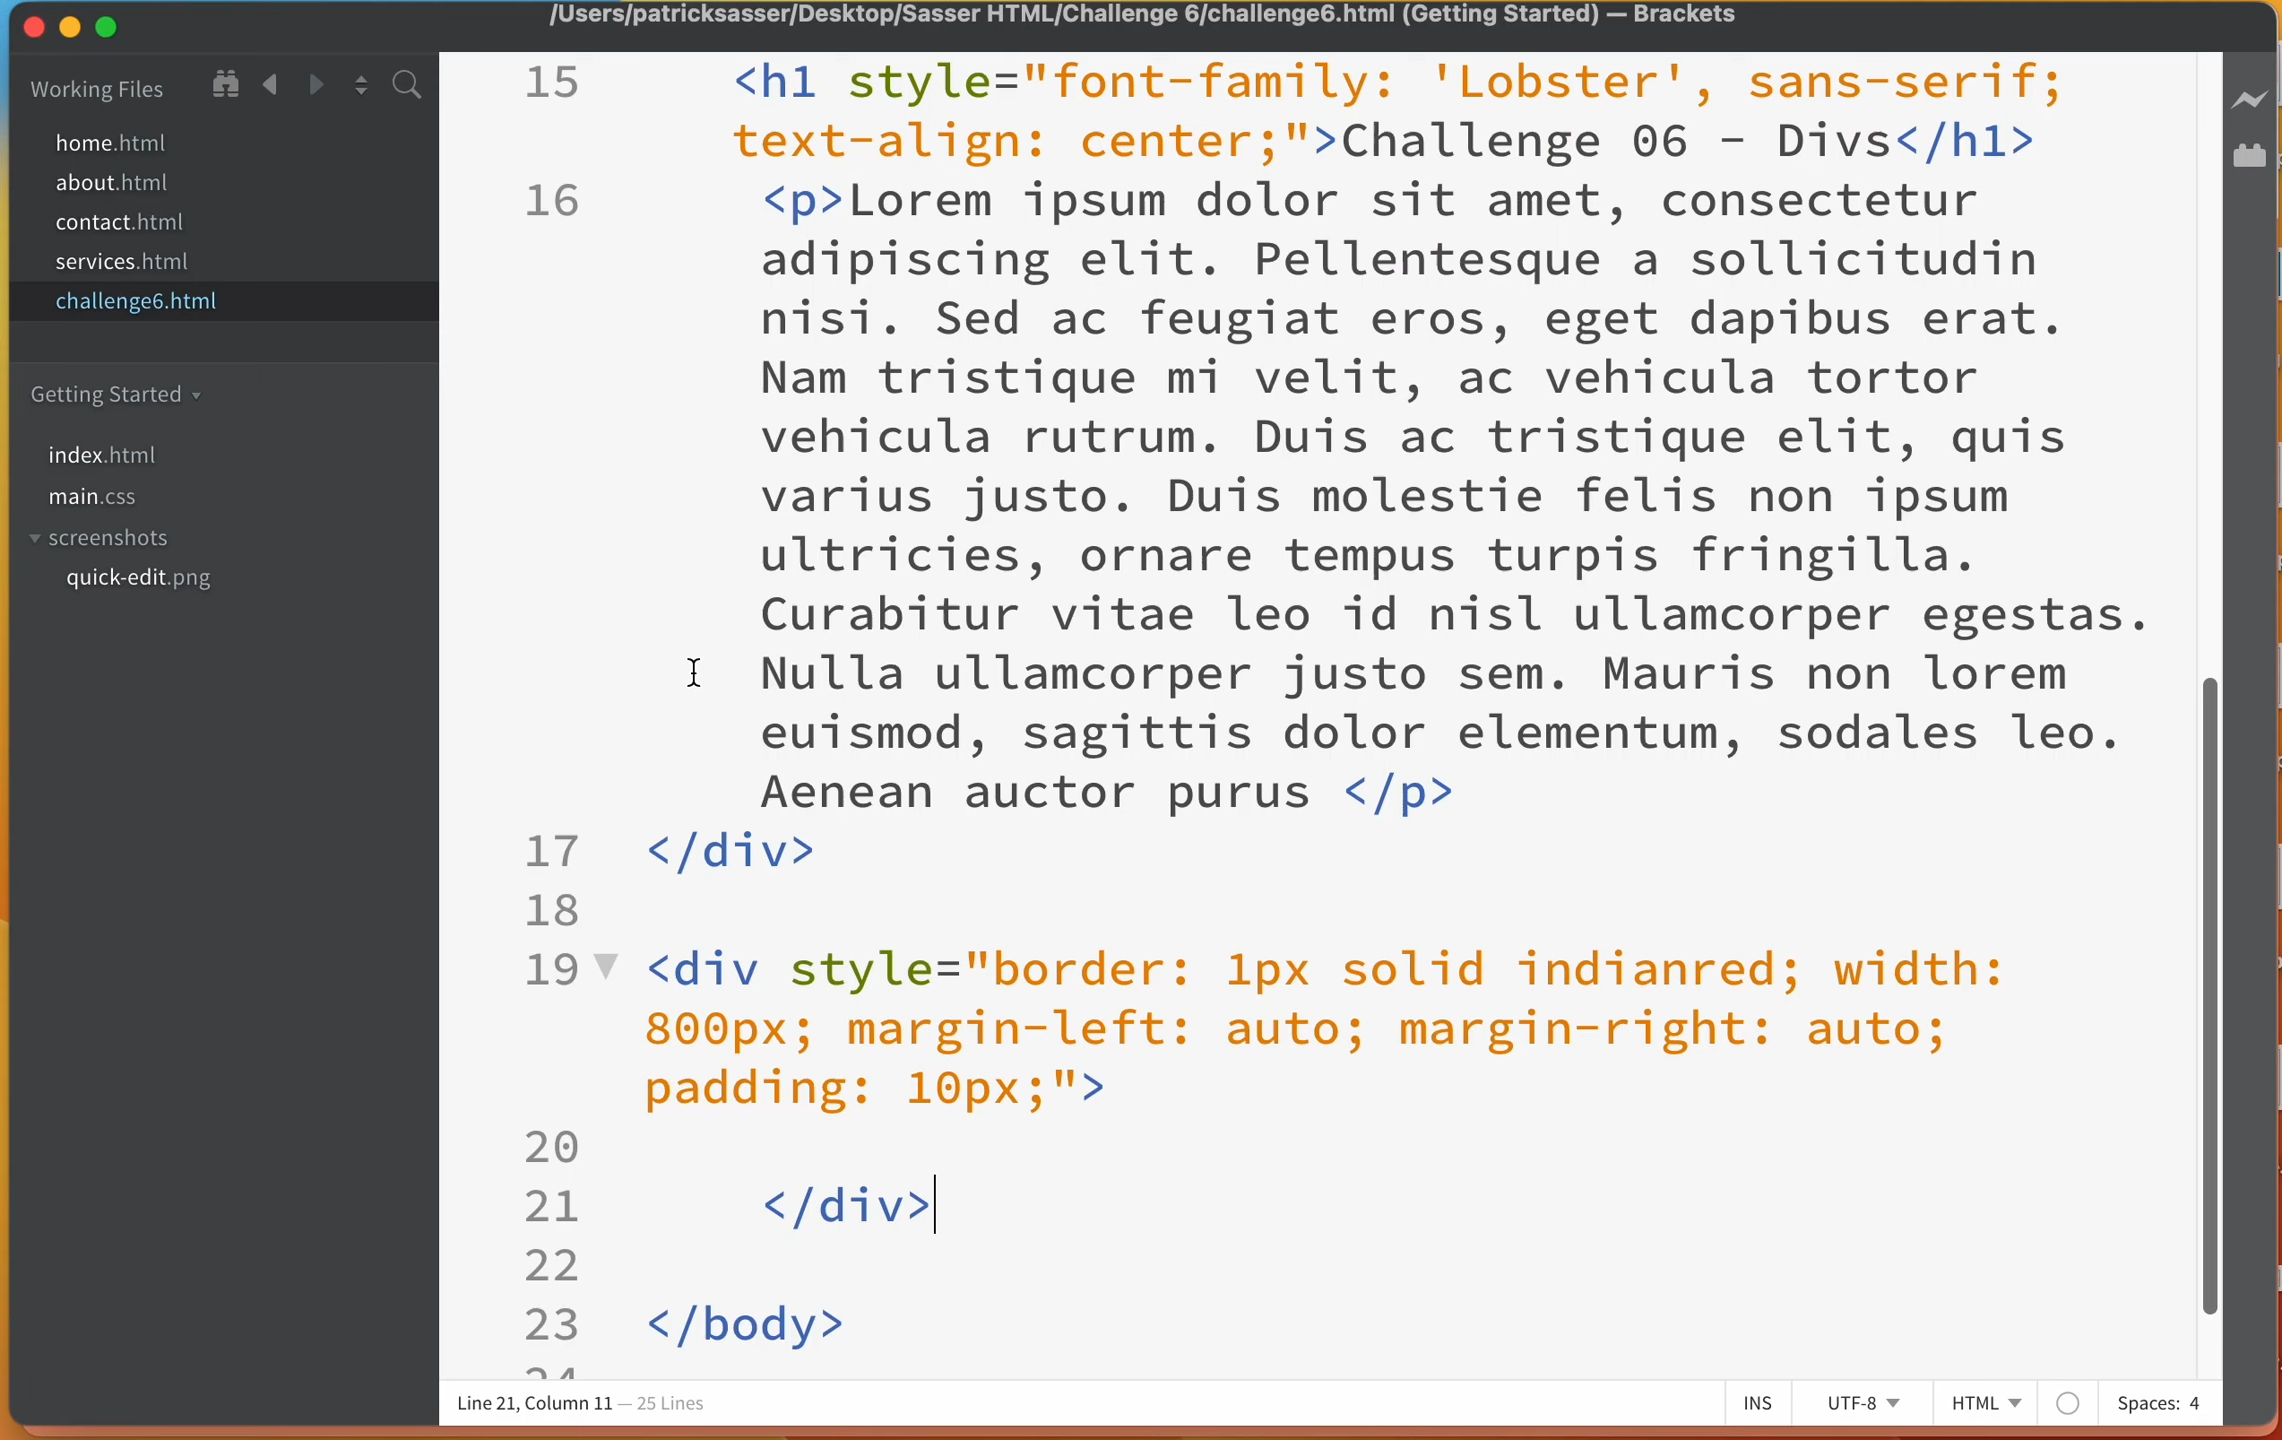 /Users/patricksasser/Desktop/Sasser HTML/Challenge 6/challenge6.html (Getting Started) — Brackets
Working Files
home.html
about.html
contact.html
services.html
challenge6.html
Getting Started
index.html
main.css
screenshots
quick-edit.png
15 <h1 style="font-family: 'Lobster', sans-serif;
text-align: center;">Challenge 06 - Divs</h1>
16 <p>Lorem ipsum dolor sit amet, consectetur
adipiscing elit. Pellentesque a sollicitudin
nisi. Sed ac feugiat eros, eget dapibus erat.
Nam tristique mi velit, ac vehicula tortor
vehicula rutrum. Duis ac tristique elit, quis
varius justo. Duis molestie felis non ipsum
ultricies, ornare tempus turpis fringilla.
Curabitur vitae leo id nisl ullamcorper egestas.
Nulla ullamcorper justo sem. Mauris non lorem
euismod, sagittis dolor elementum, sodales leo.
Aenean auctor purus </p>
17 </div>
18
19 <div style="border: 1px solid indianred; width:
800px; margin-left: auto; margin-right: auto;
padding: 10px;">
20
21 </div>
22
23 </body>
24
Line 21, Column 11 — 25 Lines
INS UTF-8 HTML Spaces: 4